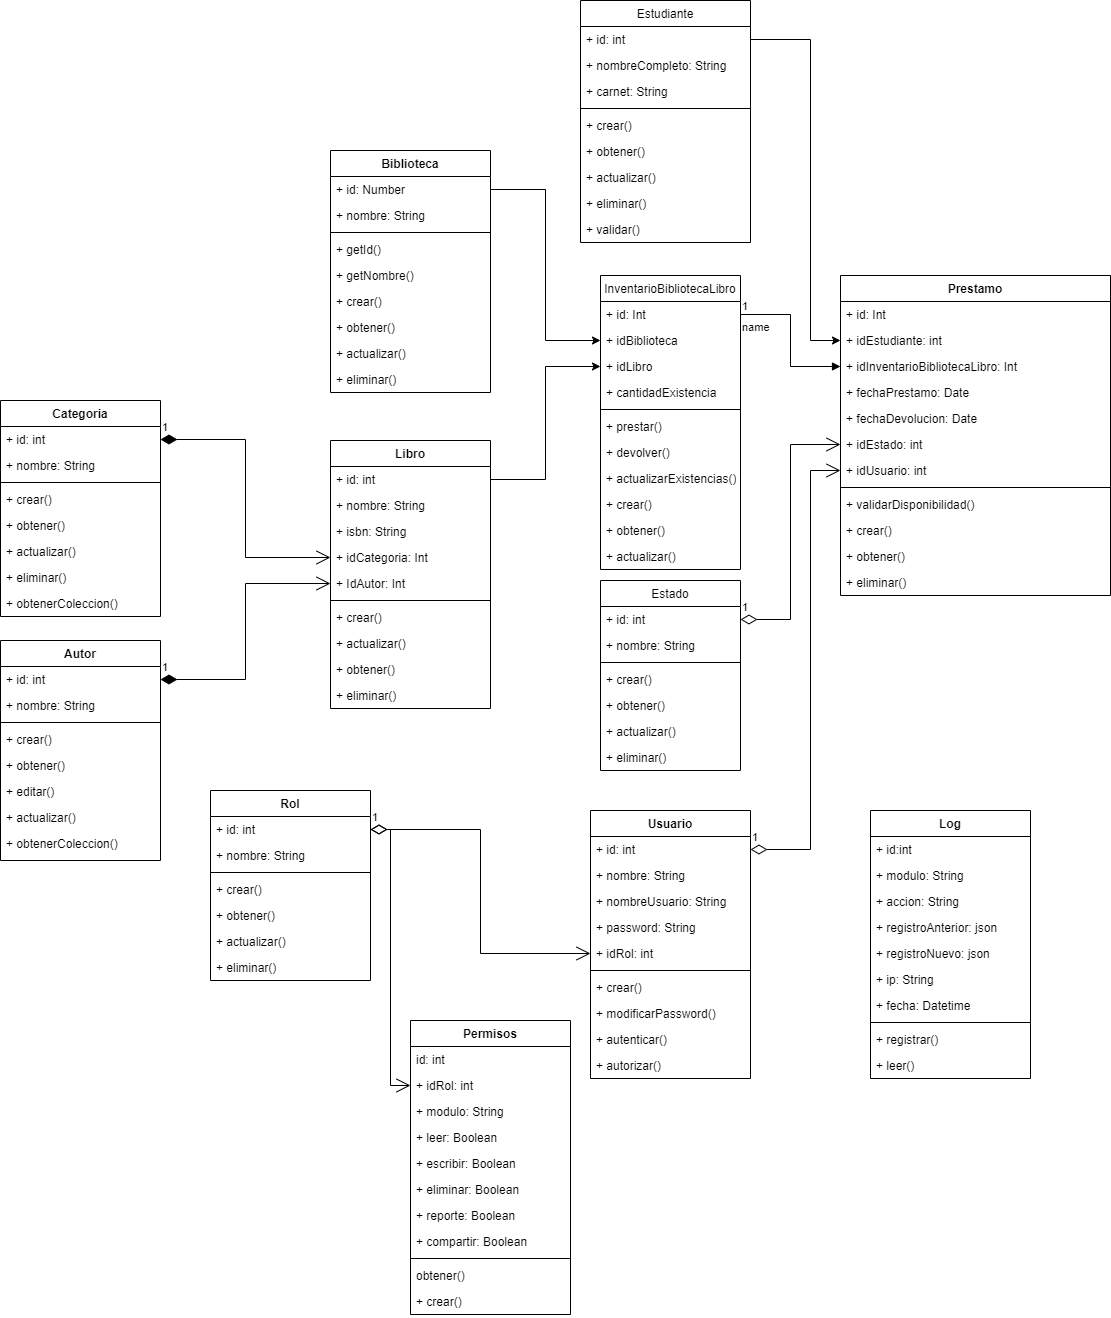 Estudiante
+ id: int
+ nombreCompleto: String
+ carnet: String
+ crear()
+ obtener()
+ actualizar()
+ eliminar()
+ validar()
Biblioteca
+ id: Number
+ nombre: String
+ getId()
+ getNombre()
+ crear()
+ obtener()
+ actualizar()
+ eliminar()
InventarioBibliotecaLibro
+ id: Int
+ idBiblioteca
+ idLibro
+ cantidadExistencia
+ prestar()
+ devolver()
+ actualizarExistencias()
+ crear()
+ obtener()
+ actualizar()
1
name
Prestamo
+ id: Int
+ idEstudiante: int
+ idInventarioBibliotecaLibro: Int
+ fechaPrestamo: Date
+ fechaDevolucion: Date
+ idEstado: int
+ idUsuario: int
+ validarDisponibilidad()
+ crear()
+ obtener()
+ eliminar()
Categoria
+ id: int
+ nombre: String
+ crear()
+ obtener()
+ actualizar()
+ eliminar()
+ obtenerColeccion()
1
Libro
+ id: int
+ nombre: String
+ isbn: String
+ idCategoria: Int
+ IdAutor: Int
+ crear()
+ actualizar()
+ obtener()
+ eliminar()
Estado
+ id: int
+ nombre: String
+ crear()
+ obtener()
+ actualizar()
+ eliminar()
1
Autor
+ id: int
+ nombre: String
+ crear()
+ obtener()
+ editar()
+ actualizar()
+ obtenerColeccion()
1
Rol
+ id: int
+ nombre: String
+ crear()
+ obtener()
+ actualizar()
+ eliminar()
1
Usuario
+ id: int
+ nombre: String
+ nombreUsuario: String
+ password: String
+ idRol: int
+ crear()
+ modificarPassword()
+ autenticar()
+ autorizar()
1
Log
+ id:int
+ modulo: String
+ accion: String
+ registroAnterior: json
+ registroNuevo: json
+ ip: String
+ fecha: Datetime
+ registrar()
+ leer()
Permisos
id: int
+ idRol: int
+ modulo: String
+ leer: Boolean
+ escribir: Boolean
+ eliminar: Boolean
+ reporte: Boolean
+ compartir: Boolean
obtener()
+ crear()